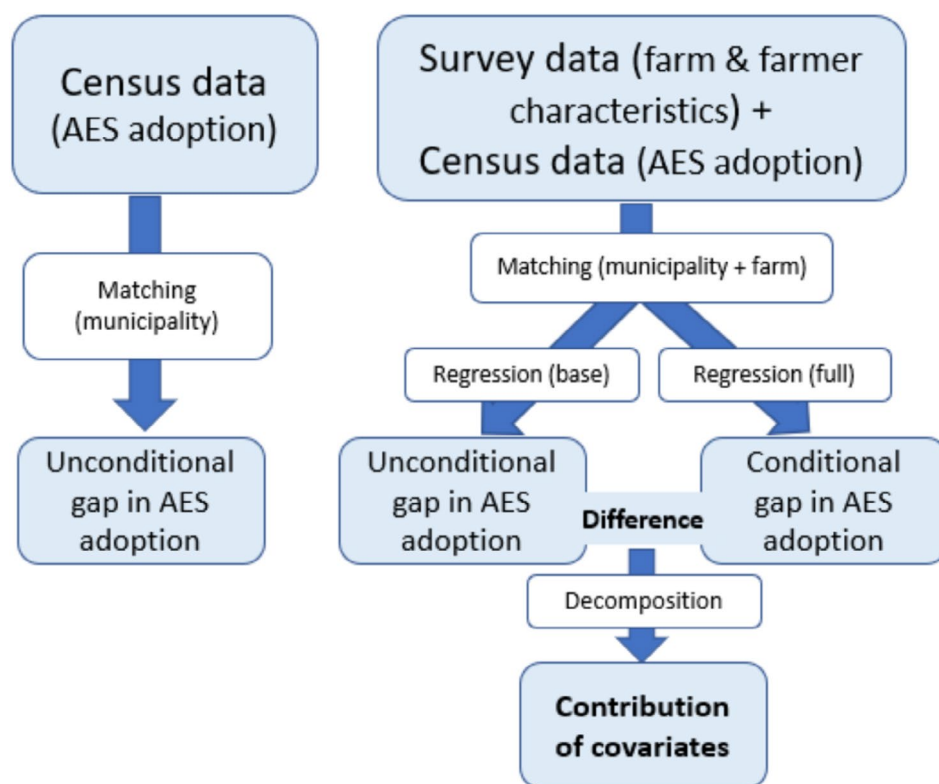 Census data
(AES adoption)
Survey data (farm & farmer
characteristics) +
Census data (AES adoption)
Matching
(municipality)
Matching (municipality + farm)
Regression (base)
Regression (full)
Unconditional
gap in AES
adoption
Unconditional
gap in AES
adoption
Difference
Conditional
gap in AES
adoption
Decomposition
Contribution
of covariates